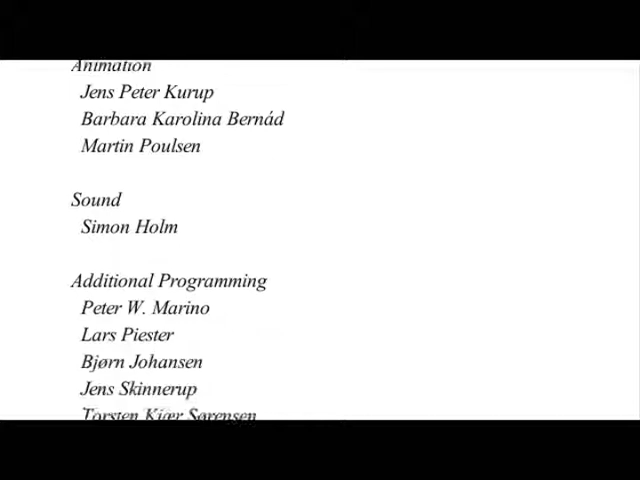 Animation
Jens Peter Kurup
Barbara Karolina Bernád
Martin Poulsen
Sound
Simon Holm
Additional Programming
Peter W. Marino
Lars Piester
Bjørn Johansen
Jens Skinnerup
Torsten Kjær Sørensen